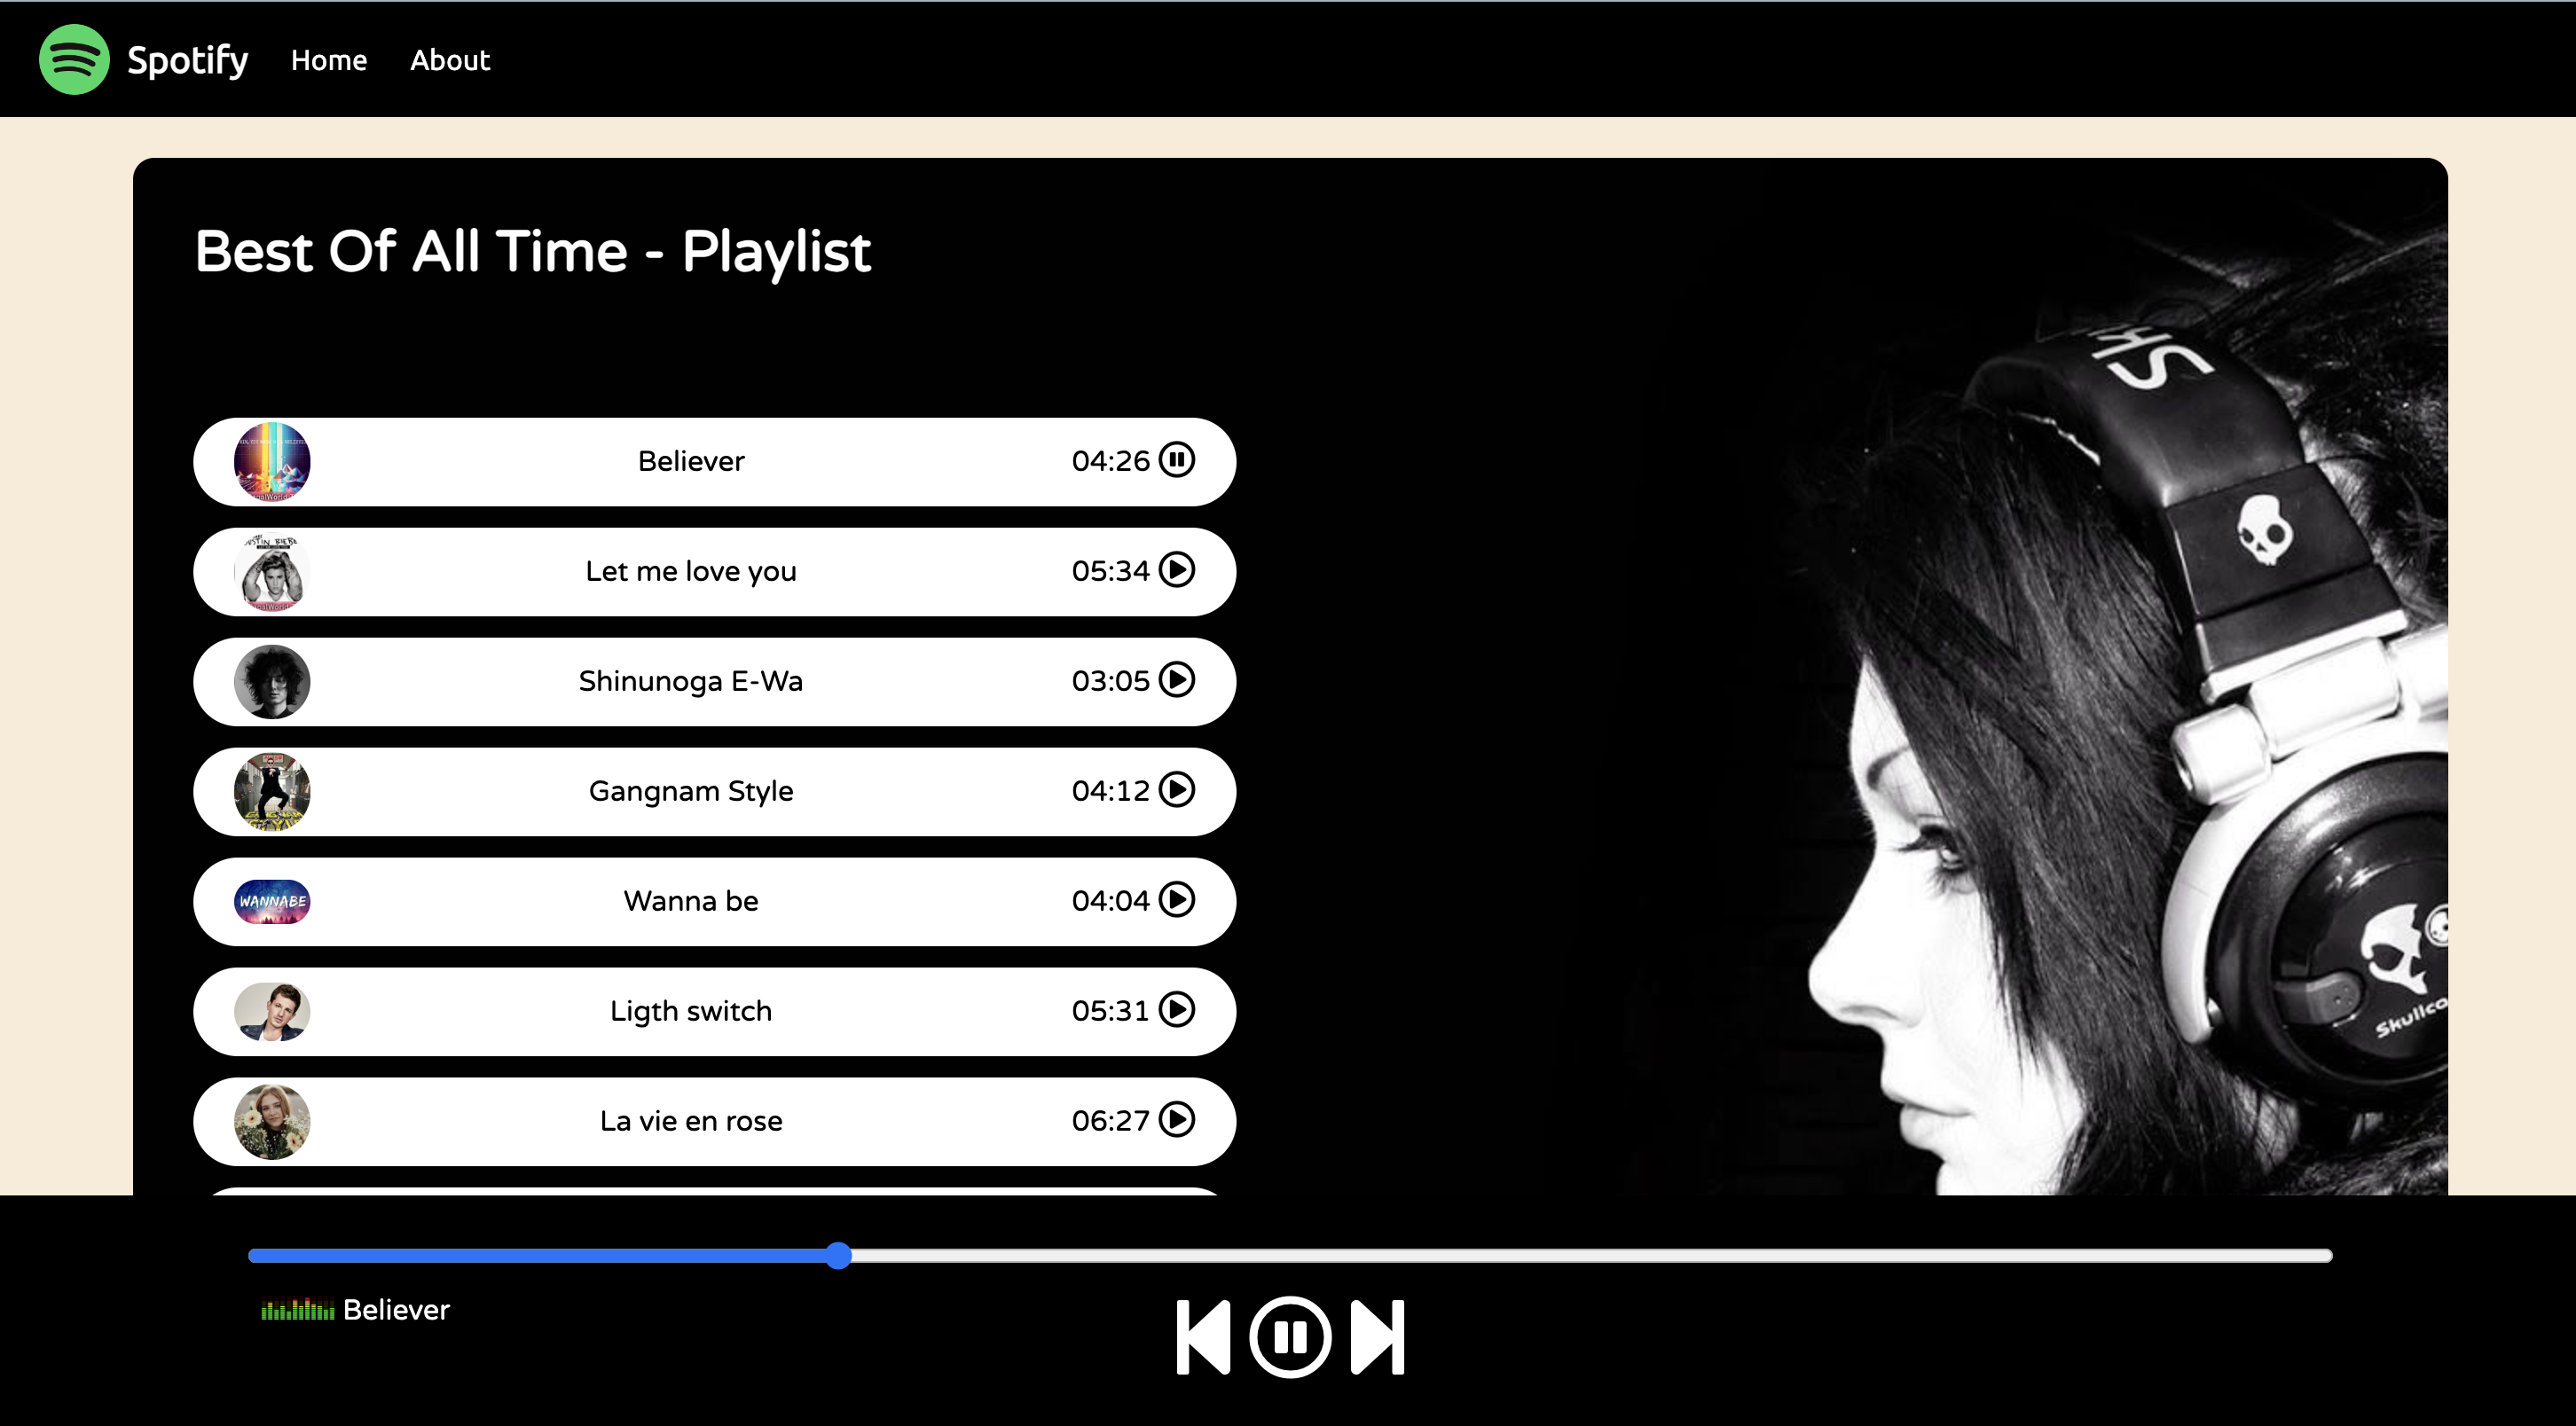 Spotify Home About
Best Of All Time - Playlist
Believer 04:26
Let me love you 05:34
Shinunoga E-Wa 03:05
Gangnam Style 04:12
WANNABE Wanna be 04:04
Ligth switch 05:31
La vie en rose 06:27
Believer